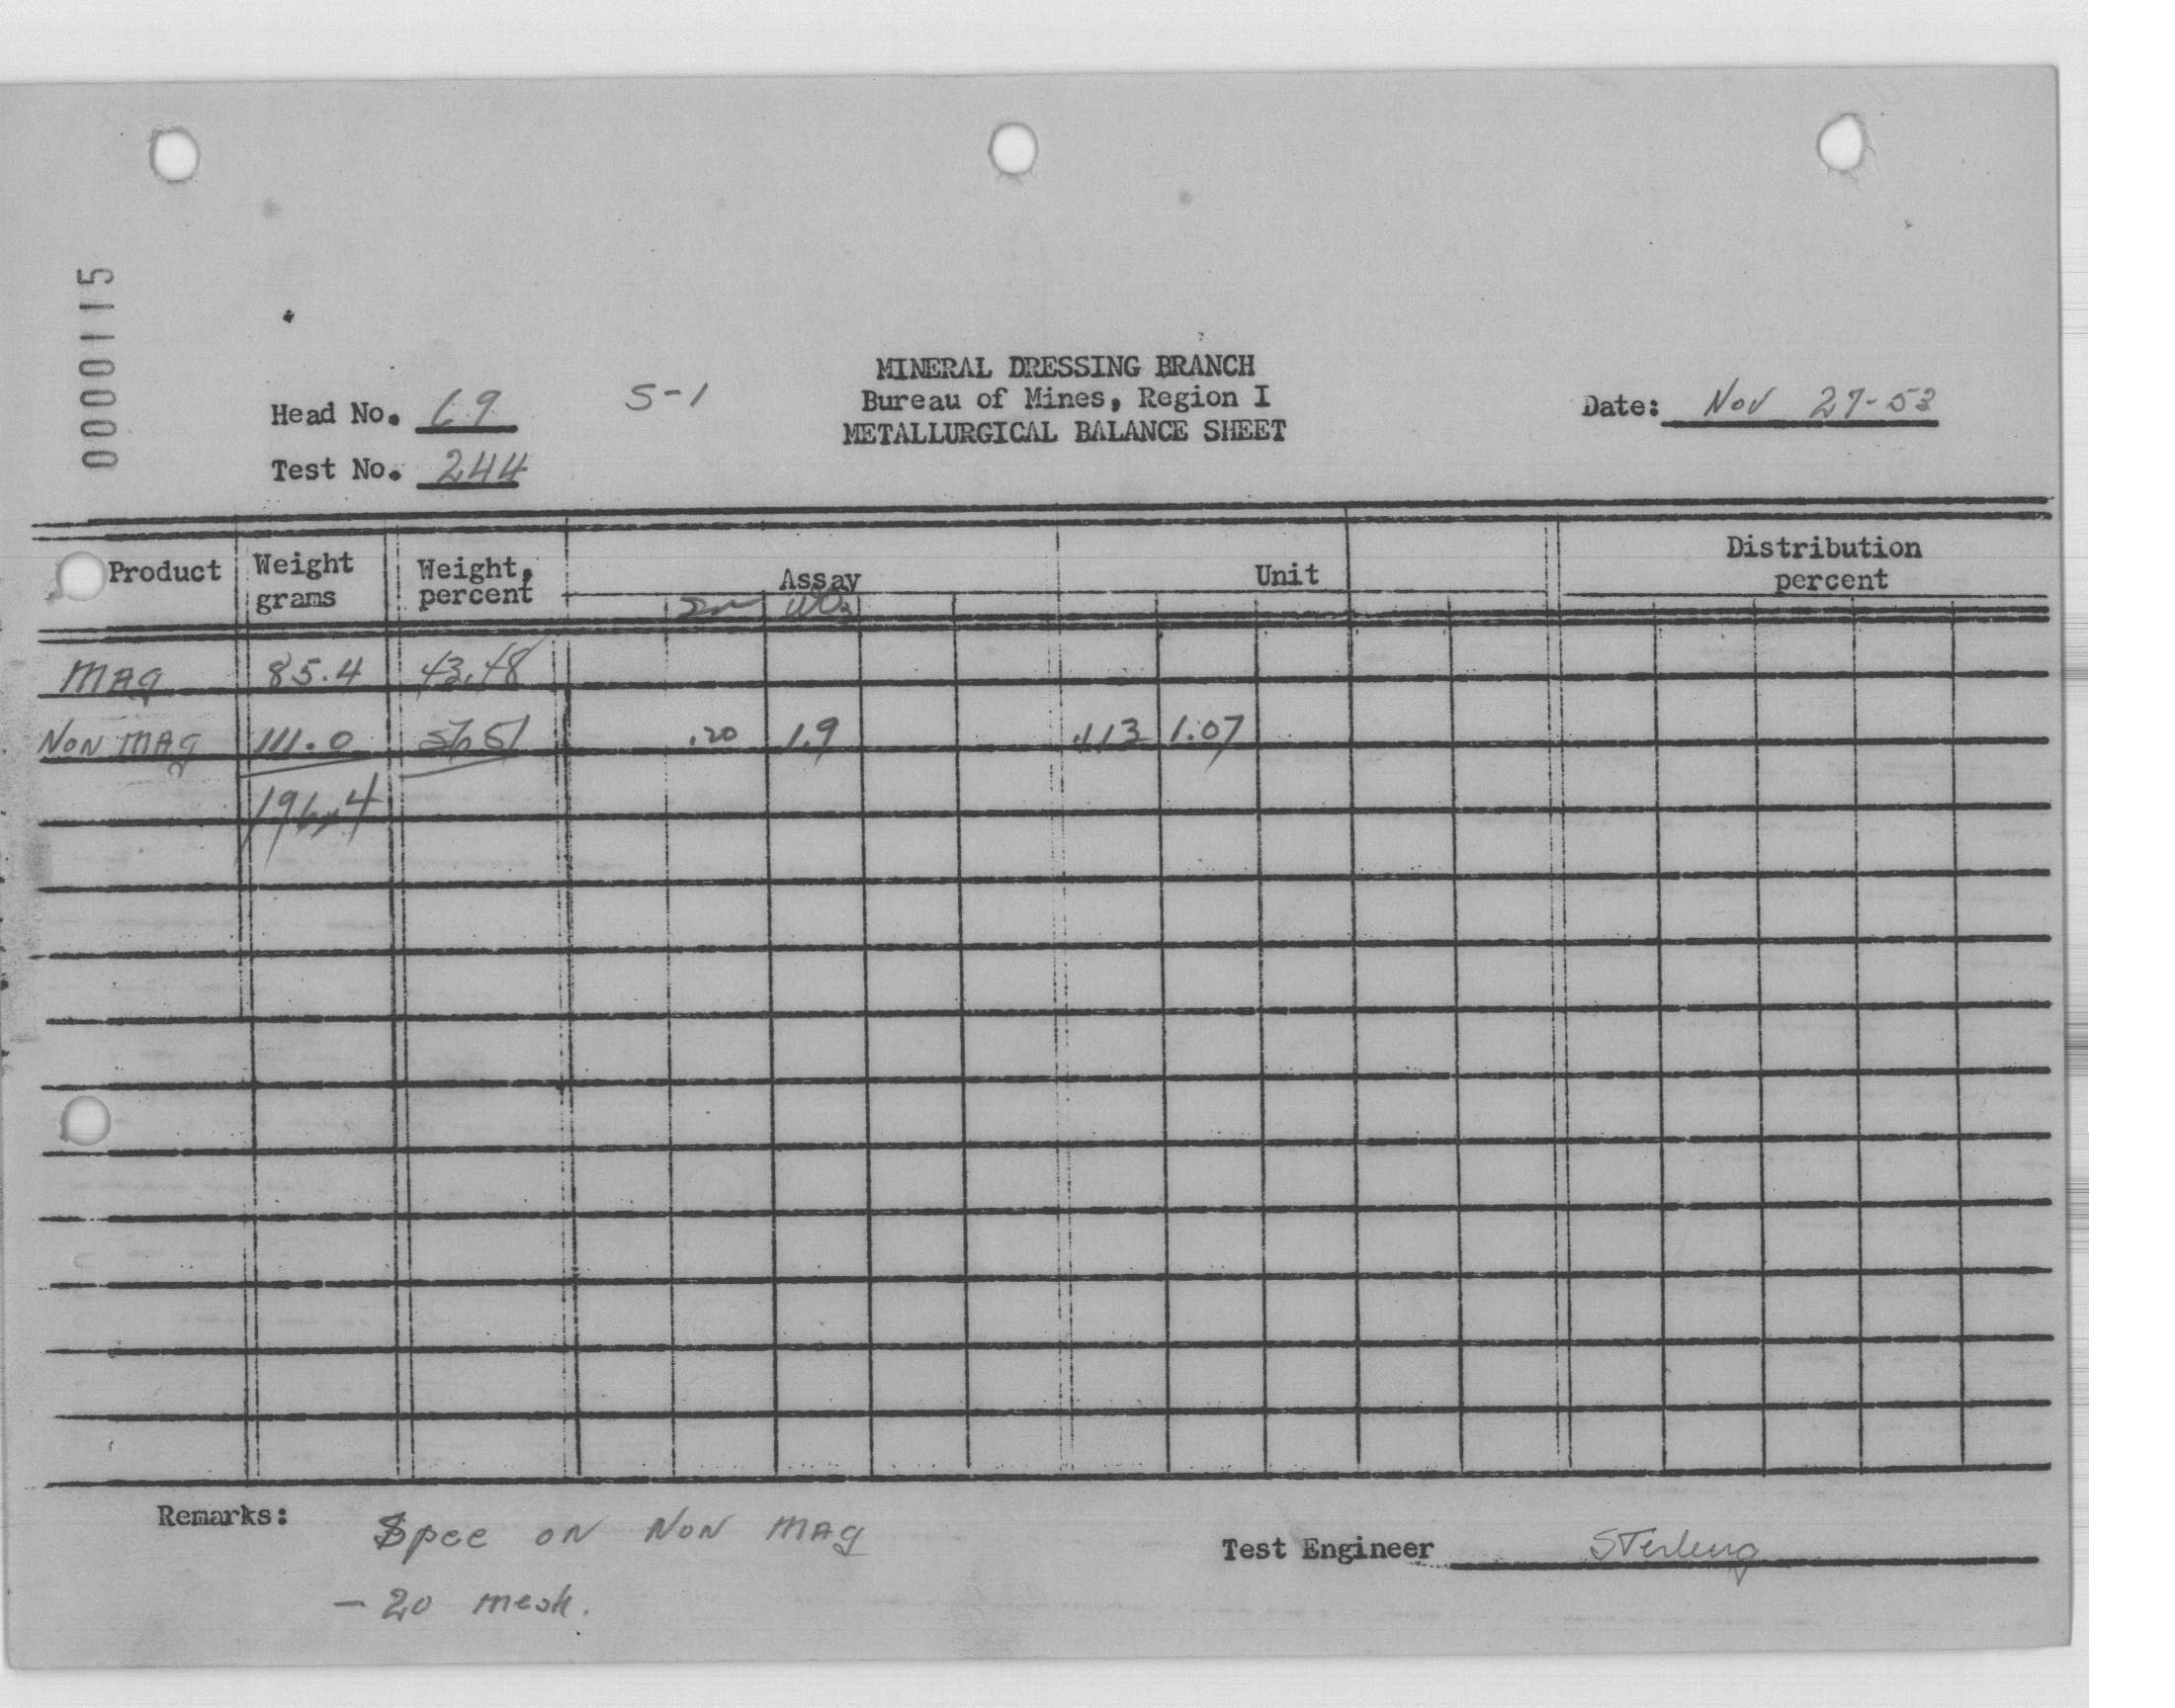 0000115
MINERAL DRESSING BRANCH
Head No. 69 S-1 Bureau of Mines, Region I Date: Nov 27-53
METALLURGICAL BALANCE SHEET
Test No. 244
Product Weight grams Weight, percent Assay Unit Distribution percent
Sn WO3
MAG 85.4 43.48
NON MAG 111.0 56.51 .20 1.9 .113 1.07
196.4
Remarks: Spec ON NON MAG
Test Engineer Sterling
- 20 mesh.